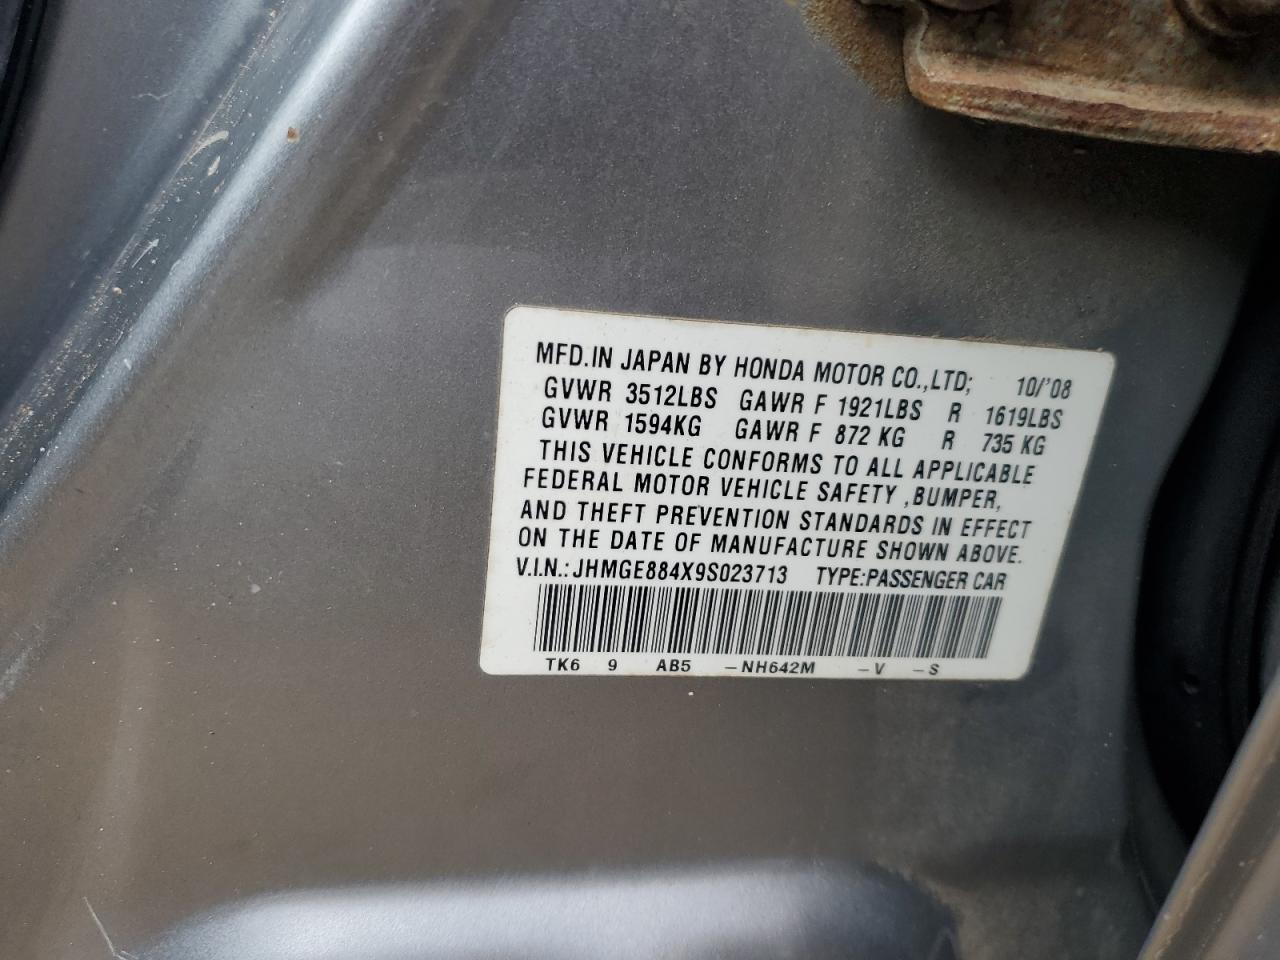 MFD.IN JAPAN BY HONDA MOTOR CO.,LTD; 10/'08
GVWR 3512LBS GAWR F 1921LBS R 1619LBS
GVWR 1594KG GAWR F 872 KG R 735 KG
THIS VEHICLE CONFORMS TO ALL APPLICABLE
FEDERAL MOTOR VEHICLE SAFETY ,BUMPER,
AND THEFT PREVENTION STANDARDS IN EFFECT
ON THE DATE OF MANUFACTURE SHOWN ABOVE.
V.I.N.: JHMGE884X9S023713 TYPE:PASSENGER CAR
TK6 9 AB5 -NH642M -V -S